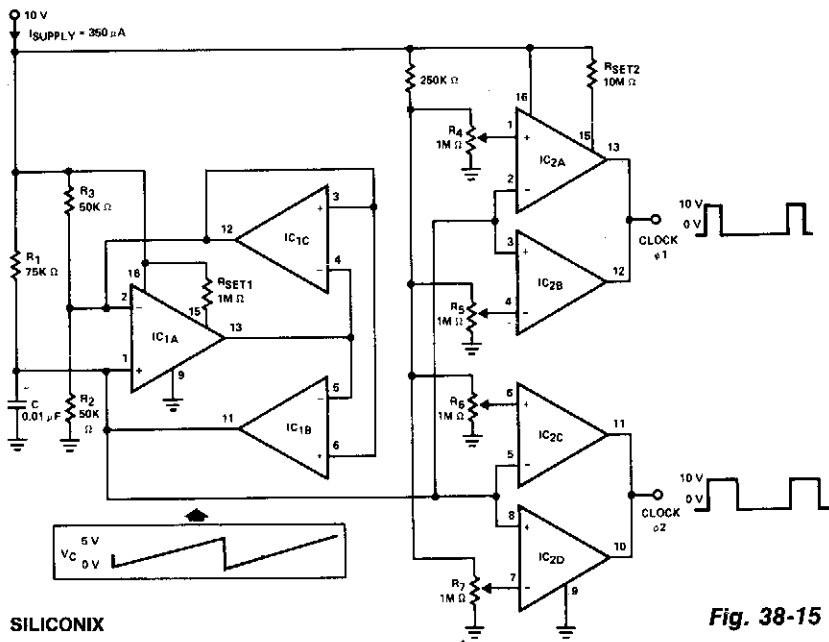 10 V
ISUPPLY = 350 µA
250K Ω
RSET2
10M Ω
R4
1M Ω
16
15
1
+
IC2A
13
2
−
3
+
IC2B
12
4
−
R5
1M Ω
10 V
0 V
CLOCK
φ1
R3
50K Ω
R1
75K Ω
16
RSET1
1M Ω
15
2
−
IC1A
13
1
+
9
12
IC1C
3
+
4
−
C
0.01 µF
R2
50K
Ω
11
IC1B
5
−
6
+
R6
1M Ω
6
+
IC2C
11
5
−
8
+
IC2D
10
7
−
9
R7
1M Ω
10 V
0 V
CLOCK
φ2
VC
5 V
0 V
SILICONIX
Fig. 38-15